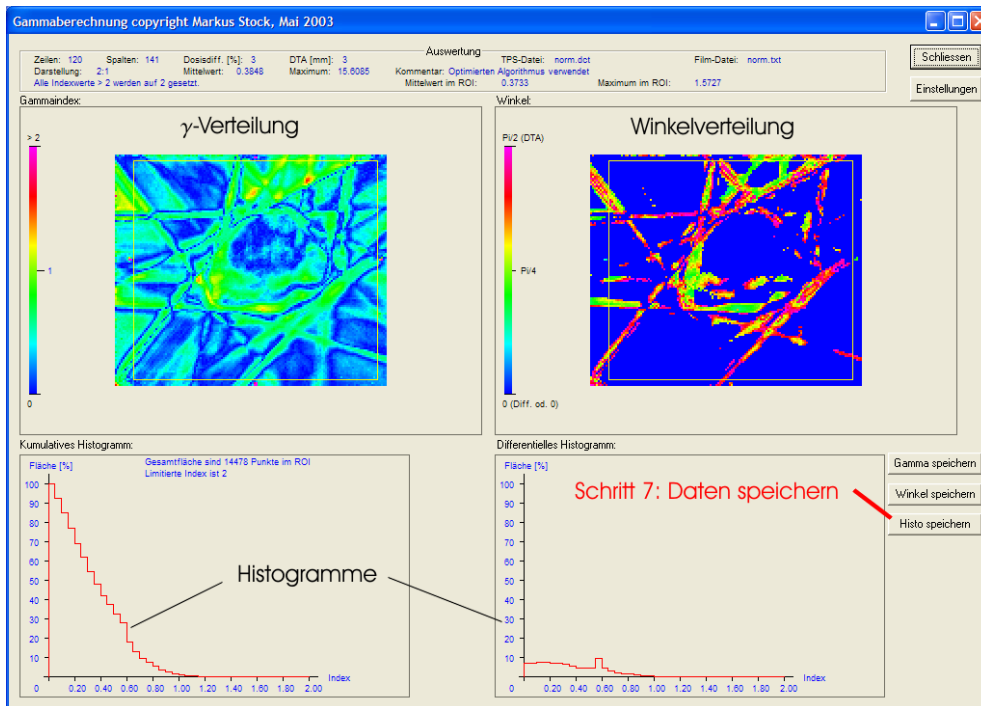 Gammaberechnung copyright Markus Stock, Mai 2003
Auswertung
Zeilen: 120 Spalten: 141 Dosisdiff. [%]: 3 DTA [mm]: 3 TPS-Datei: norm.dct Film-Datei: norm.txt
Darstellung: 2:1 Mittelwert: 0.3848 Maximum: 15.6085 Kommentar: Optimierten Algorithmus verwendet
Alle Indexwerte > 2 werden auf 2 gesetzt. Mittelwert im ROI: 0.3733 Maximum im ROI: 1.5727
Schliessen
Einstellungen
Gammaindex:
γ-Verteilung
> 2
1
0
Winkel:
Winkelverteilung
Pi/2 (DTA)
Pi/4
0 (Diff. od. 0)
Kumulatives Histogramm:
Fläche [%]
Gesamtfläche sind 14478 Punkte im ROI
Limitierte Index ist 2
100
90
80
70
60
50
40
30
20
10
0 0.20 0.40 0.60 0.80 1.00 1.20 1.40 1.60 1.80 2.00
Index
Histogramme
Differentielles Histogramm:
Fläche [%]
100
90
80
70
60
50
40
30
20
10
0 0.20 0.40 0.60 0.80 1.00 1.20 1.40 1.60 1.80 2.00
Index
Schritt 7: Daten speichern
Gamma speichern
Winkel speichern
Histo speichern